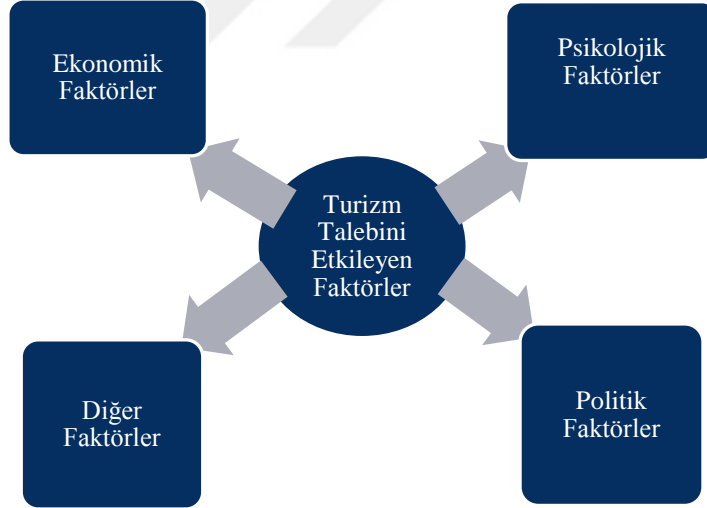 Ekonomik
Faktörler
Psikolojik
Faktörler
Turizm
Talebini
Etkileyen
Faktörler
Diğer
Faktörler
Politik
Faktörler